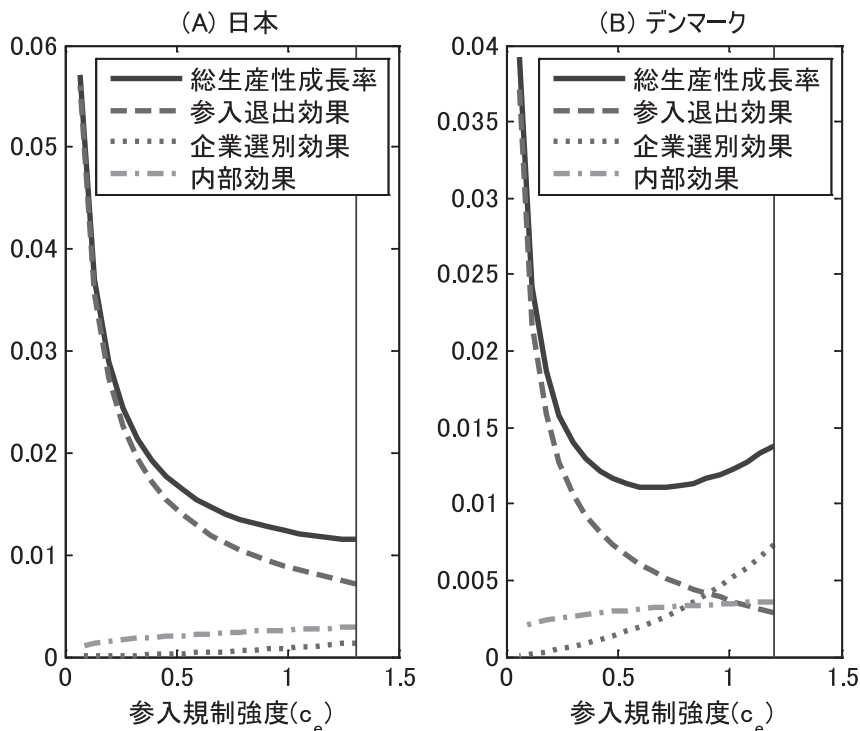 (A) 日本
0.06
0.05
0.04
0.03
0.02
0.01
0
総生産性成長率
参入退出効果
企業選別効果
内部効果
0
0.5
1
1.5
参入規制強度(ce)
(B) デンマーク
0.04
0.035
0.03
0.025
0.02
0.015
0.01
0.005
0
総生産性成長率
参入退出効果
企業選別効果
内部効果
0
0.5
1
1.5
参入規制強度(ce)